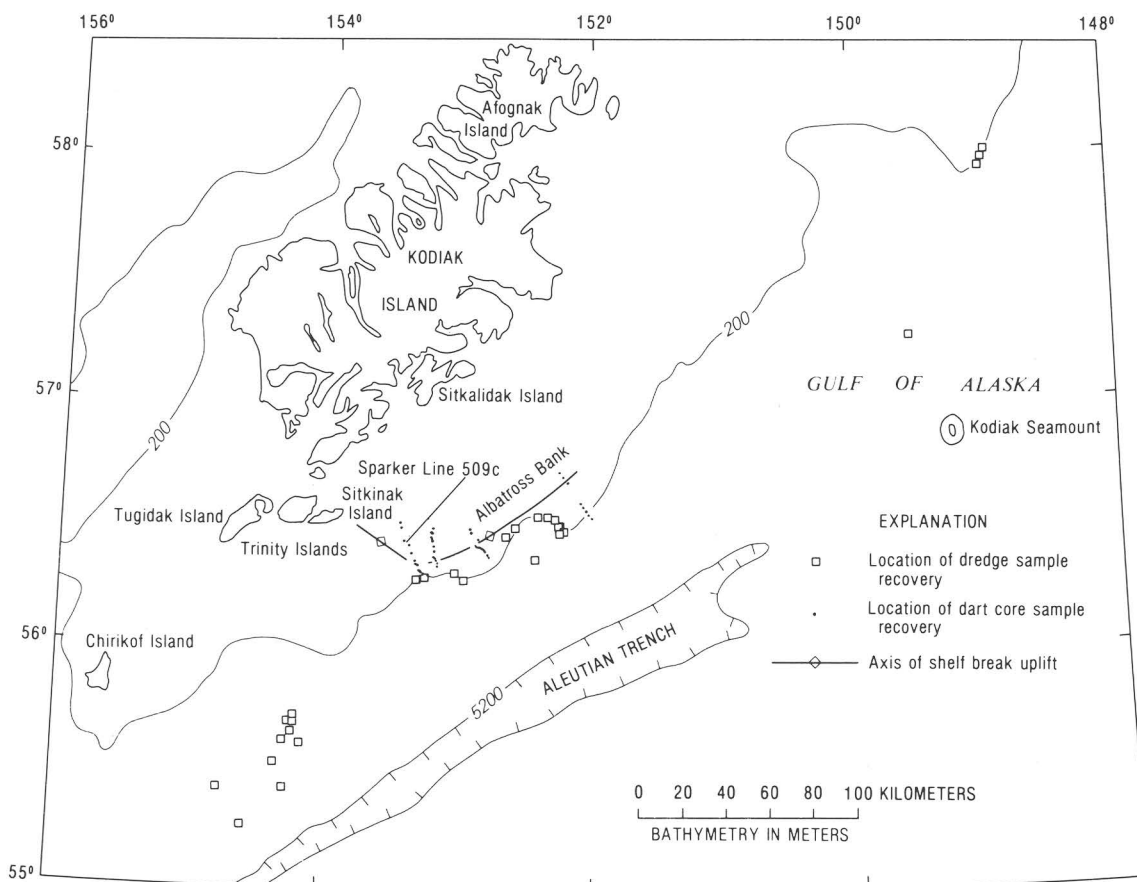 156⁰ 154⁰ 152⁰ 150⁰ 148⁰
58⁰
57⁰
56⁰
55⁰
Afognak
Island
KODIAK
ISLAND
Sitkalidak Island
200
200
GULF OF ALASKA
Kodiak Seamount
Sparker Line 509c
Albatross Bank
Sitkinak
Island
Tugidak Island
Trinity Islands
Chirikof Island
5200
ALEUTIAN TRENCH
EXPLANATION
Location of dredge sample
recovery
Location of dart core sample
recovery
Axis of shelf break uplift
0 20 40 60 80 100 KILOMETERS
BATHYMETRY IN METERS